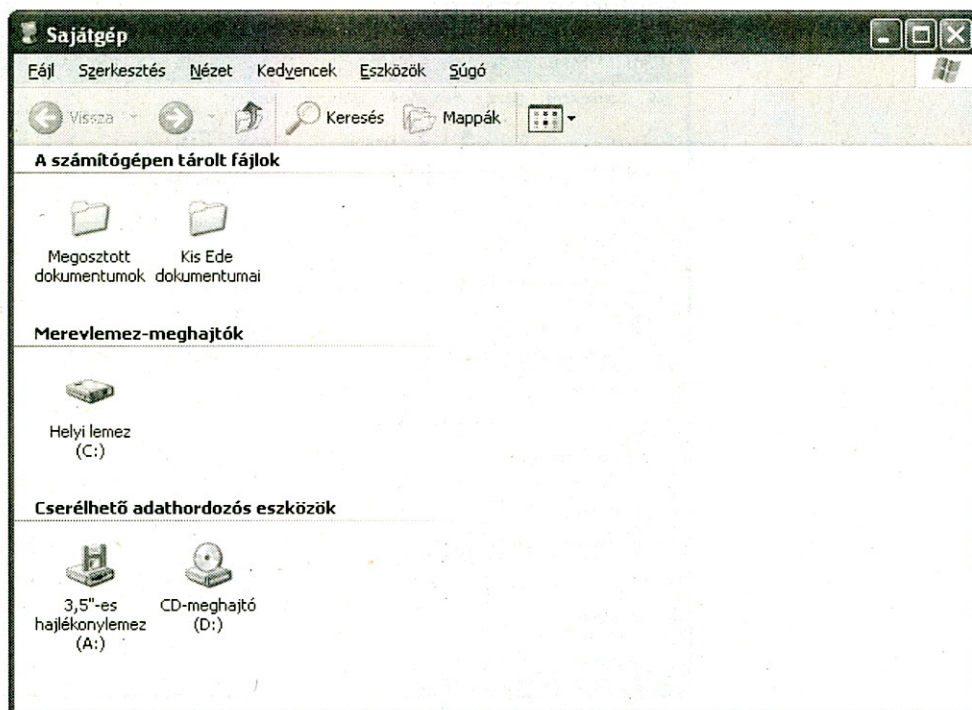 Sajátgép
Fájl Szerkesztés Nézet Kedvencek Eszközök Súgó
Vissza Keresés Mappák
A számítógépen tárolt fájlok
Megosztott dokumentumok
Kis Ede dokumentumai
Merevlemez-meghajtók
Helyi lemez (C:)
Cserélhető adathordozós eszközök
3,5"-es hajlékonylemez (A:)
CD-meghajtó (D:)